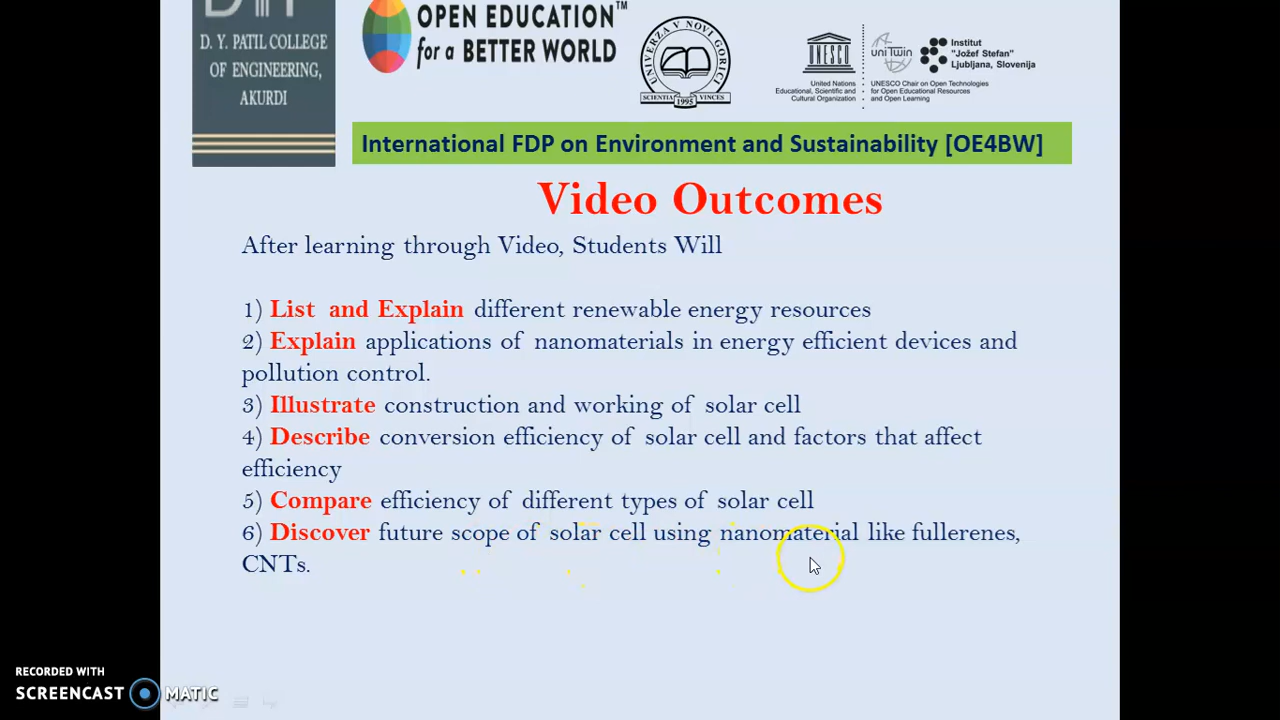 D. Y. PATIL COLLEGE
OF ENGINEERING,
AKURDI
OPEN EDUCATION™
for a BETTER WORLD
UNIVERZA V NOVI GORICI
SCIENTIA VINCES
1995
UNESCO
United Nations
Educational, Scientific and
Cultural Organization
uniTwin
Institut
"Jožef Stefan"
Ljubljana, Slovenija
UNESCO Chair on Open Technologies
for Open Educational Resources
and Open Learning
International FDP on Environment and Sustainability [OE4BW]
Video Outcomes
After learning through Video, Students Will
1) List and Explain different renewable energy resources
2) Explain applications of nanomaterials in energy efficient devices and
pollution control.
3) Illustrate construction and working of solar cell
4) Describe conversion efficiency of solar cell and factors that affect
efficiency
5) Compare efficiency of different types of solar cell
6) Discover future scope of solar cell using nanomaterial like fullerenes,
CNTs.
RECORDED WITH
SCREENCAST MATIC